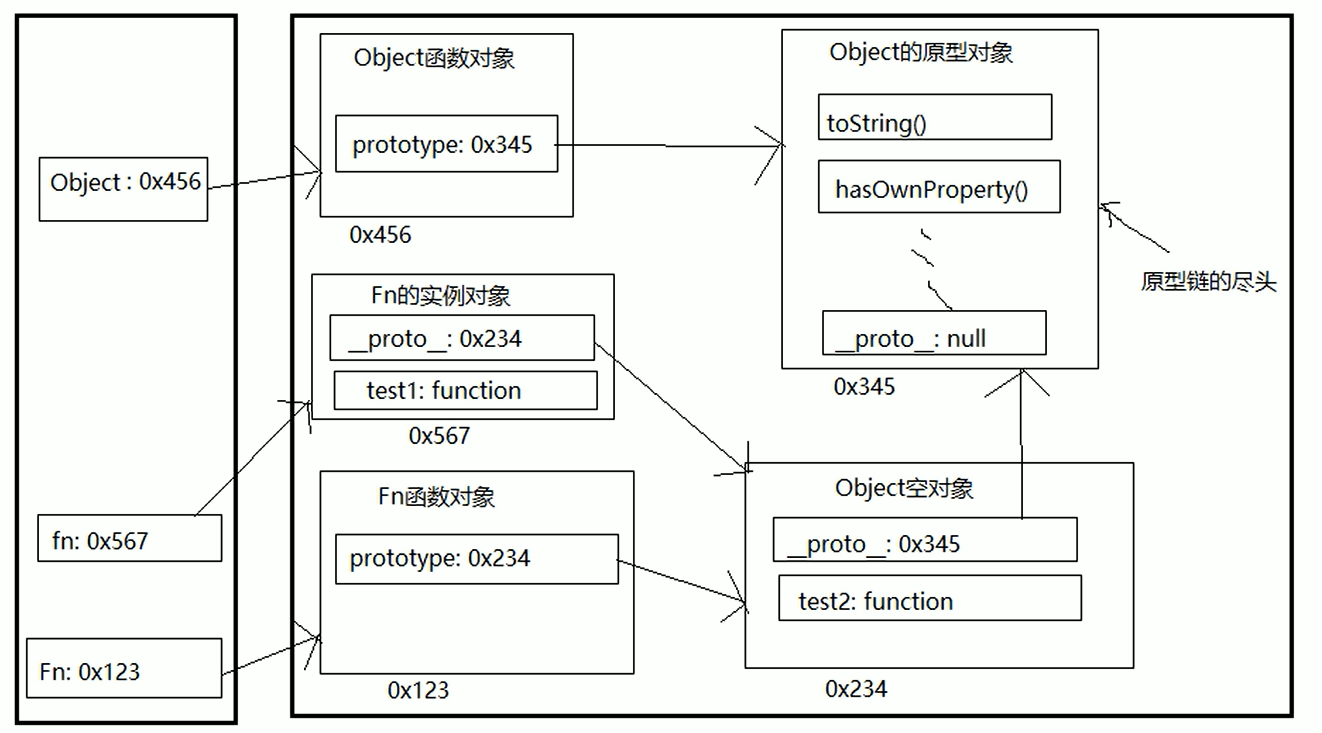 Object函数对象
Object的原型对象
toString()
prototype: 0x345
Object : 0x456
hasOwnProperty()
0x456
原型链的尽头
Fn的实例对象
__proto__: 0x234
__proto__: null
test1: function
0x345
0x567
Fn函数对象
Object空对象
fn: 0x567
prototype: 0x234
__proto__: 0x345
test2: function
Fn: 0x123
0x123
0x234